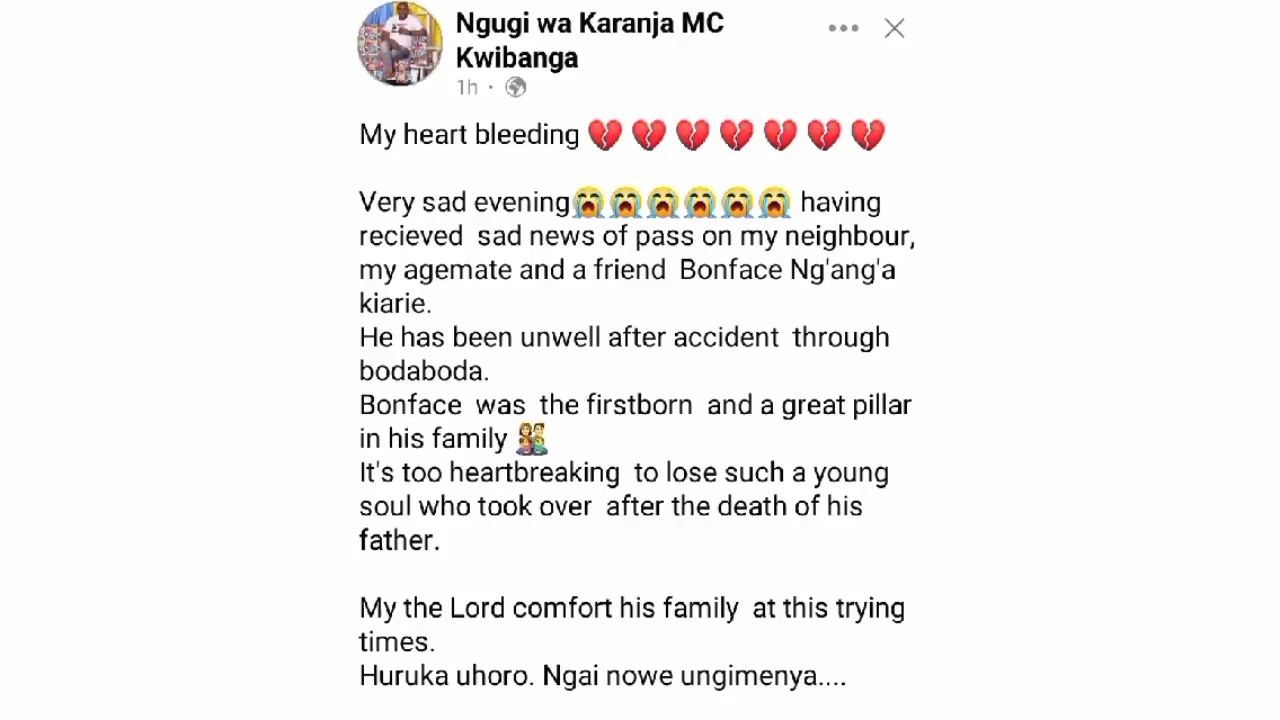 Ngugi wa Karanja MC
Kwibanga
1h ·
My heart bleeding 💔 💔 💔 💔 💔 💔 💔
Very sad evening😭😭😭😭😭😭 having
recieved  sad news of pass on my neighbour,
my agemate and a friend  Bonface Ng'ang'a
kiarie.
He has been unwell after accident  through
bodaboda.
Bonface  was  the firstborn  and a great pillar
in his family 👨‍👩‍👧‍👦
It's too heartbreaking  to lose such a young
soul who took over  after the death of his
father.
My the Lord comfort his family  at this trying
times.
Huruka uhoro. Ngai nowe ungimenya....